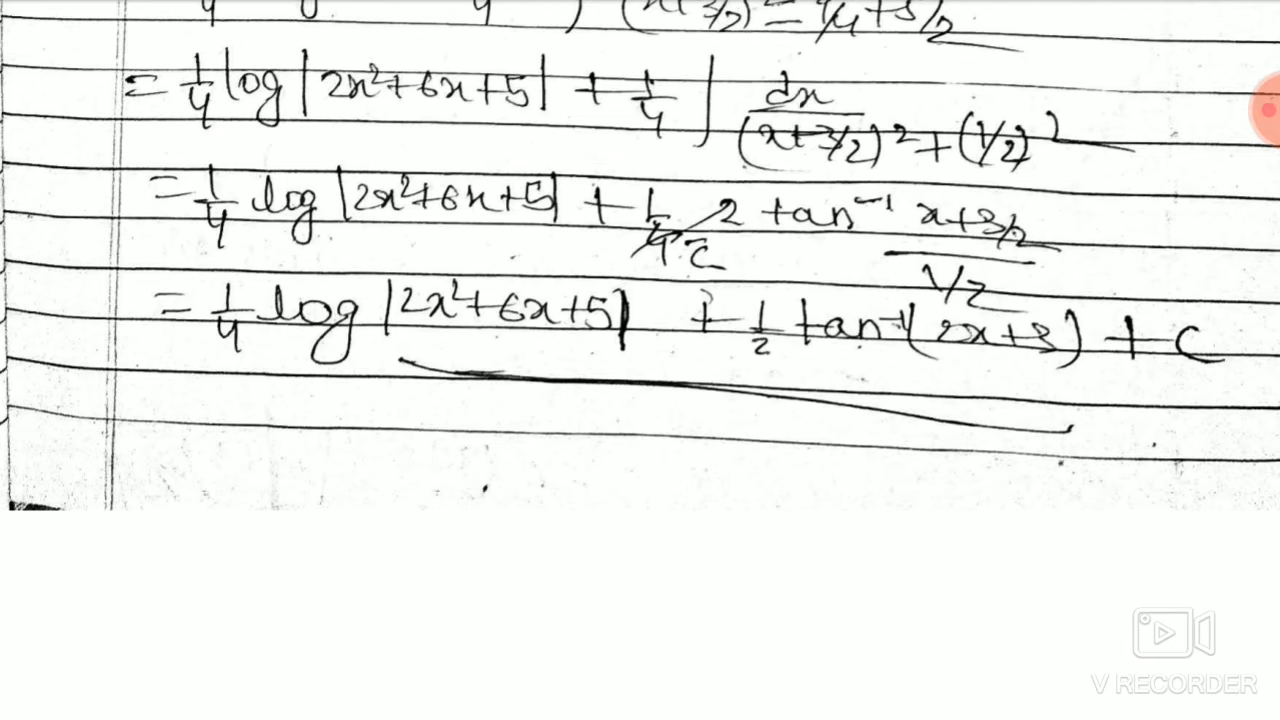 = 1/4 log |2x²+6x+5| + 1/4 ∫ dx/((x+3/2)²+(1/2)²)
= 1/4 log |2x²+6x+5| + 1/4 2 tan⁻¹ (x+3/2)/(1/2)
= 1/4 log |2x²+6x+5| + 1/2 tan⁻¹(2x+3) + C
V RECORDER